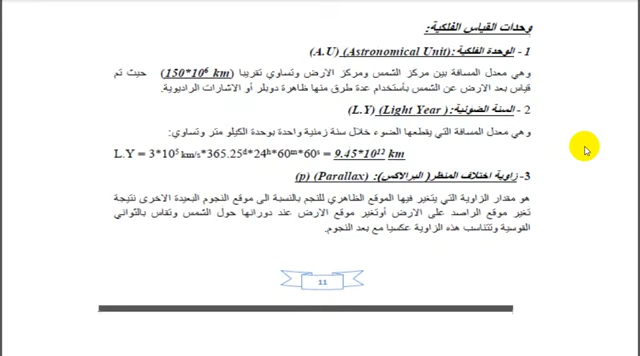 وحدات القياس الفلكية:
1- الوحدة الفلكية: (Astronomical Unit) (A.U)
وهي معدل المسافة بين مركز الشمس ومركز الارض وتساوي تقريبا (150*10⁶ km) حيث تم
قياس بعد الارض عن الشمس بأستخدام عدة طرق منها ظاهرة دوبلر أو الاشارات الراديوية.
2- السنة الضوئية: (Light Year) (L.Y)
وهي معدل المسافة التي يقطعها الضوء خلال سنة زمنية واحدة بوحدة الكيلو متر وتساوي:
L.Y = 3*10⁵ km/s*365.25ᵈ*24ʰ*60ᵐ*60ˢ = 9.45*10¹² km
3- زاوية اختلاف المنظر( البرالاكس): (Parallax) (p)
هو مقدار الزاوية التي يتغير فيها الموقع الظاهري للنجم بالنسبة الى موقع النجوم البعيدة الاخرى نتيجة
تغير موقع الراصد على الارض أوتغير موقع الارض عند دورانها حول الشمس وتقاس بالثواني
القوسية وتتناسب هذه الزاوية عكسيا مع بعد النجوم.
11